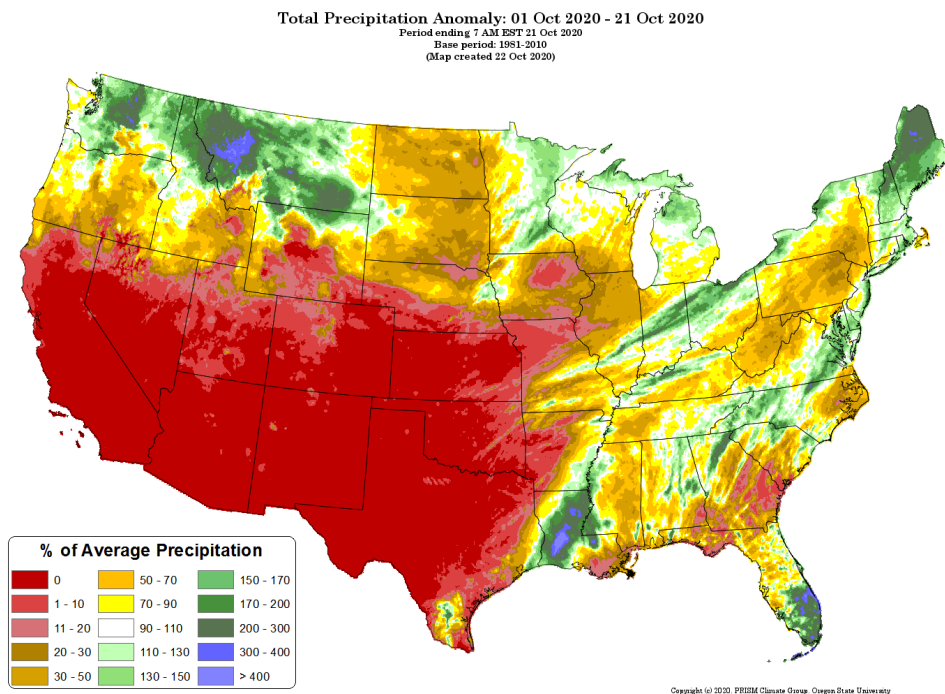 Total Precipitation Anomaly: 01 Oct 2020 - 21 Oct 2020
Period ending 7 AM EST 21 Oct 2020
Base period: 1981-2010
(Map created 22 Oct 2020)
% of Average Precipitation
0
50 - 70
150 - 170
1 - 10
70 - 90
170 - 200
11 - 20
90 - 110
200 - 300
20 - 30
110 - 130
300 - 400
30 - 50
130 - 150
> 400
Copyright (c) 2020, PRISM Climate Group, Oregon State University